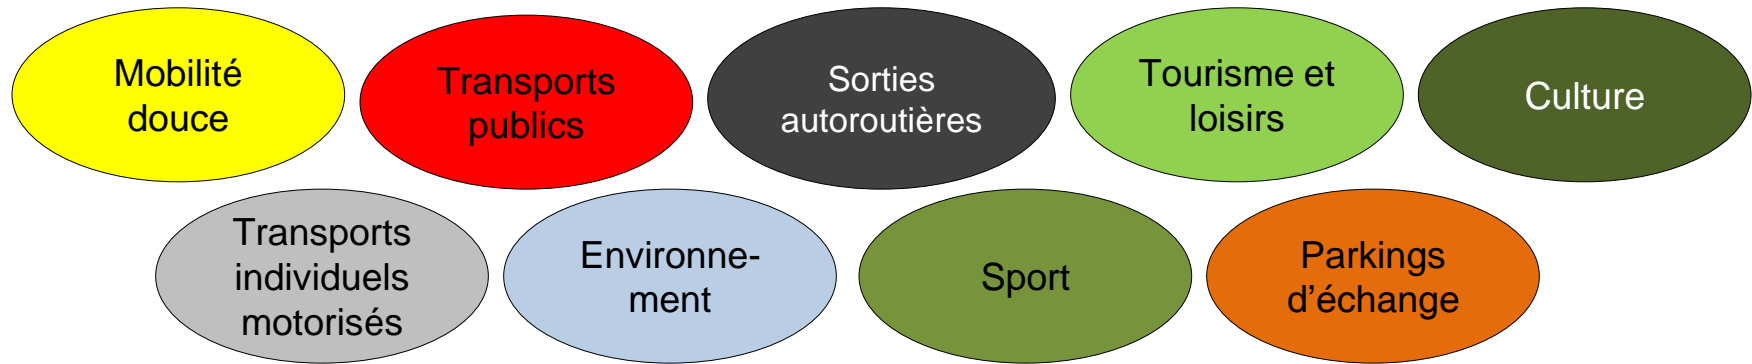 Mobilité
douce
Transports
publics
Sorties
autoroutières
Tourisme et
loisirs
Culture
Transports
individuels
motorisés
Environne-
ment
Sport
Parkings
d’échange